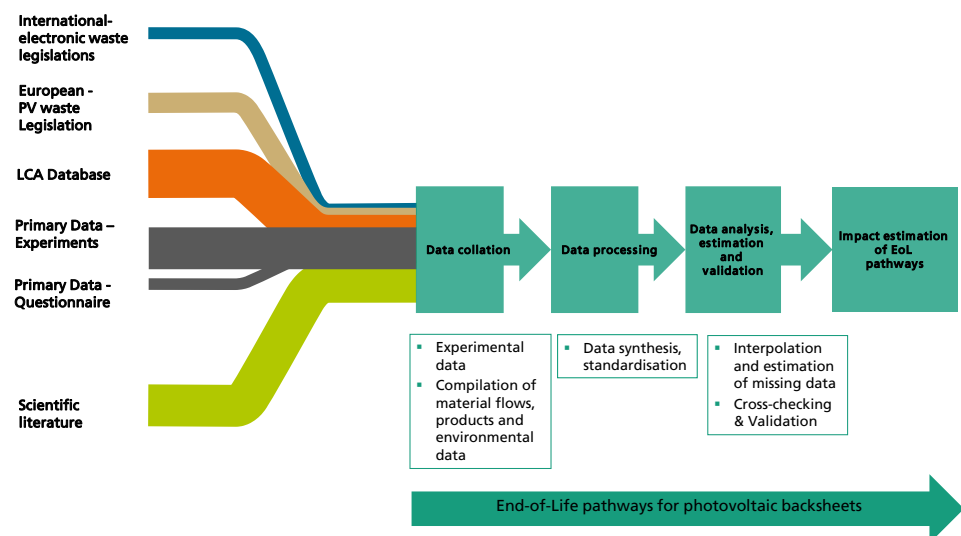 International-
electronic waste
legislations
European -
PV waste
Legislation
LCA Database
Primary Data –
Experiments
Primary Data -
Questionnaire
Scientific
literature
Data collation
Data processing
Data analysis,
estimation
and
validation
Impact estimation
of EoL
pathways
▪ Experimental
data
▪ Compilation of
material flows,
products and
environmental
data
▪ Data synthesis,
standardisation
▪ Interpolation
and estimation
of missing data
▪ Cross-checking
& Validation
End-of-Life pathways for photovoltaic backsheets